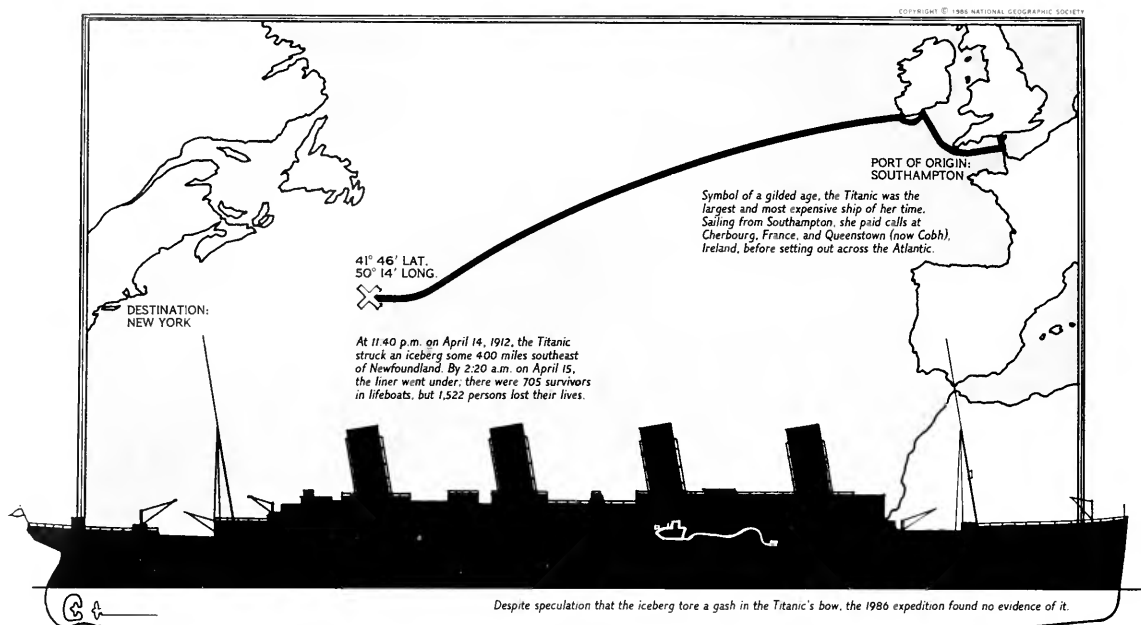 COPYRIGHT © 1986 NATIONAL GEOGRAPHIC SOCIETY
PORT OF ORIGIN:
SOUTHAMPTON
Symbol of a gilded age, the Titanic was the
largest and most expensive ship of her time.
Sailing from Southampton, she paid calls at
Cherbourg, France, and Queenstown (now Cobh),
Ireland, before setting out across the Atlantic.
41° 46′ LAT.
50° 14′ LONG.
DESTINATION:
NEW YORK
At 11:40 p.m. on April 14, 1912, the Titanic
struck an iceberg some 400 miles southeast
of Newfoundland. By 2:20 a.m. on April 15,
the liner went under; there were 705 survivors
in lifeboats, but 1,522 persons lost their lives.
Despite speculation that the iceberg tore a gash in the Titanic's bow, the 1986 expedition found no evidence of it.